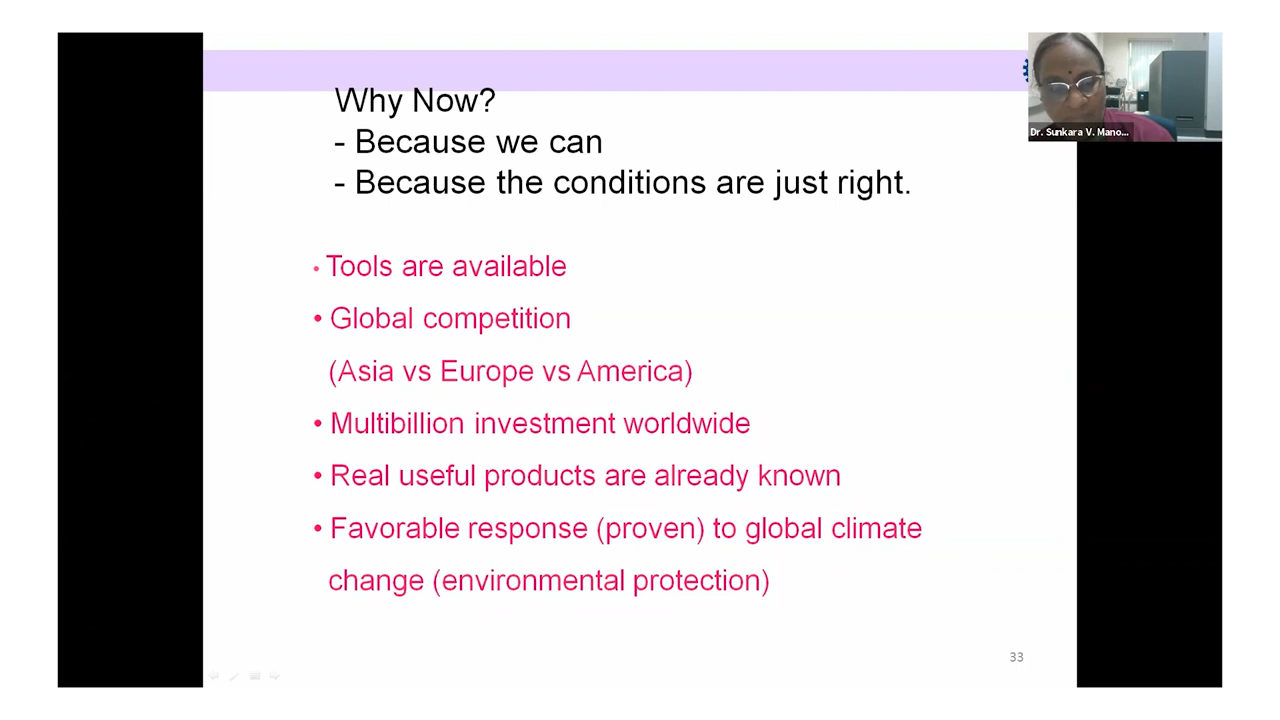 Why Now?
- Because we can
- Because the conditions are just right.
Dr. Sunkara V. Mano...
• Tools are available
• Global competition
(Asia vs Europe vs America)
• Multibillion investment worldwide
• Real useful products are already known
• Favorable response (proven) to global climate
change (environmental protection)
33